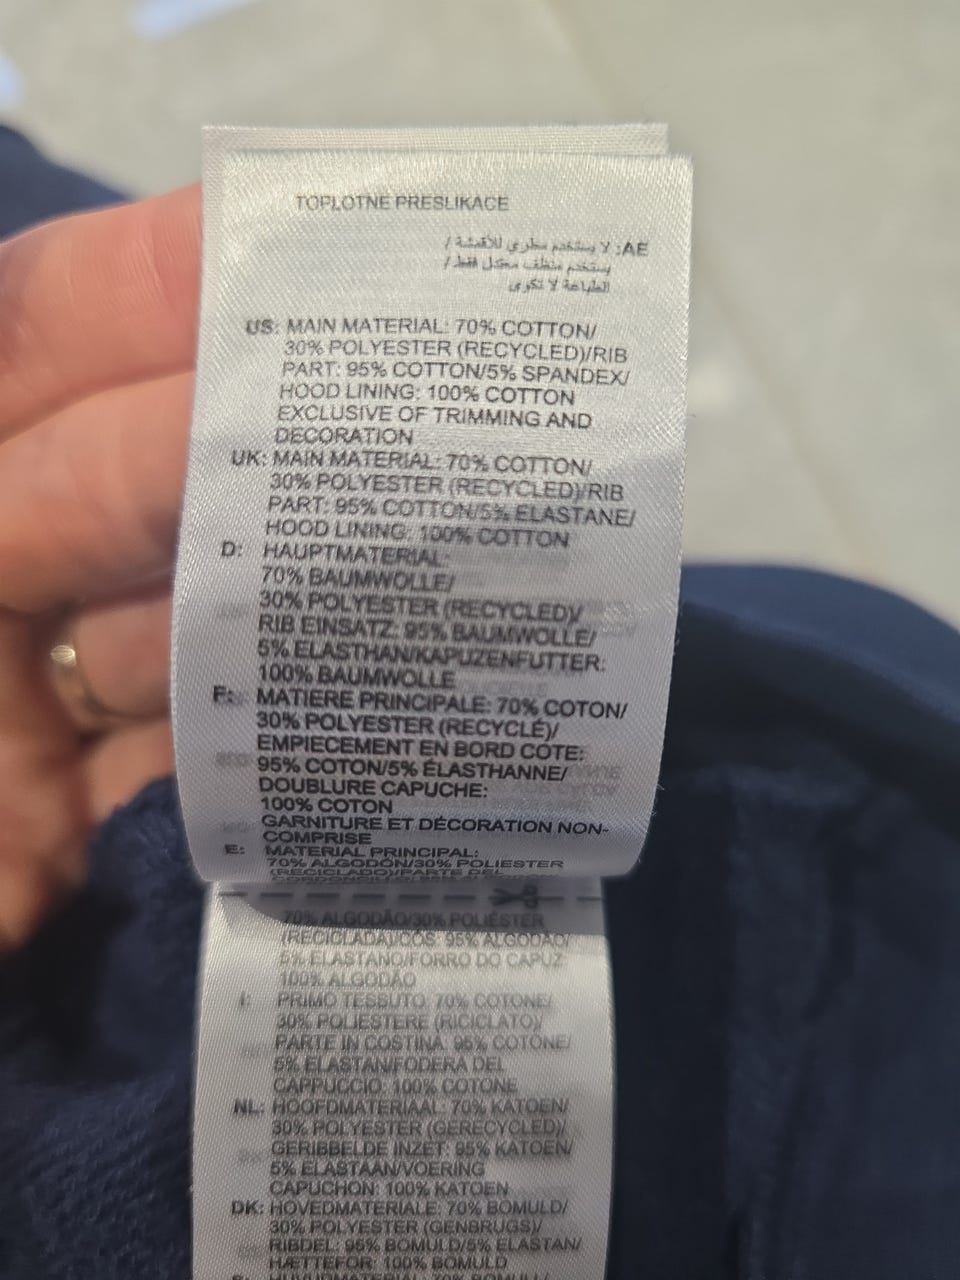 TOPLOTNE PRESLIKACE
AE: لا يستخدم مطري للأقمشة /
يستخدم منظف معتدل فقط /
الطباعة لا تكوى
US: MAIN MATERIAL: 70% COTTON/
30% POLYESTER (RECYCLED)/RIB
PART: 95% COTTON/5% SPANDEX/
HOOD LINING: 100% COTTON
EXCLUSIVE OF TRIMMING AND
DECORATION
UK: MAIN MATERIAL: 70% COTTON/
30% POLYESTER (RECYCLED)/RIB
PART: 95% COTTON/5% ELASTANE/
HOOD LINING: 100% COTTON
D: HAUPTMATERIAL:
70% BAUMWOLLE/
30% POLYESTER (RECYCLED)/
RIB EINSATZ: 95% BAUMWOLLE/
5% ELASTHAN/KAPUZENFUTTER:
100% BAUMWOLLE
F: MATIERE PRINCIPALE: 70% COTON/
30% POLYESTER (RECYCLÉ)/
EMPIECEMENT EN BORD COTE:
95% COTON/5% ÉLASTHANNE/
DOUBLURE CAPUCHE:
100% COTON
GARNITURE ET DÉCORATION NON-
COMPRISE
E: MATERIAL PRINCIPAL:
70% ALGODÓN/30% POLIESTER
(RECICLADO)/PARTE DEL
70% ALGODÃO/30% POLIÉSTER
(RECICLADA)/CÓS: 95% ALGODÃO/
5% ELASTANO/FORRO DO CAPUZ:
100% ALGODÃO
I: PRIMO TESSUTO: 70% COTONE/
30% POLIESTERE (RICICLATO)/
PARTE IN COSTINA: 95% COTONE/
5% ELASTAN/FODERA DEL
CAPPUCCIO: 100% COTONE
NL: HOOFDMATERIAAL: 70% KATOEN/
30% POLYESTER (GERECYCLED)/
GERIBBELDE INZET: 95% KATOEN/
5% ELASTAAN/VOERING
CAPUCHON: 100% KATOEN
DK: HOVEDMATERIALE: 70% BOMULD/
30% POLYESTER (GENBRUGS)/
RIBDEL: 95% BOMULD/5% ELASTAN/
HÆTTEFOR: 100% BOMULD